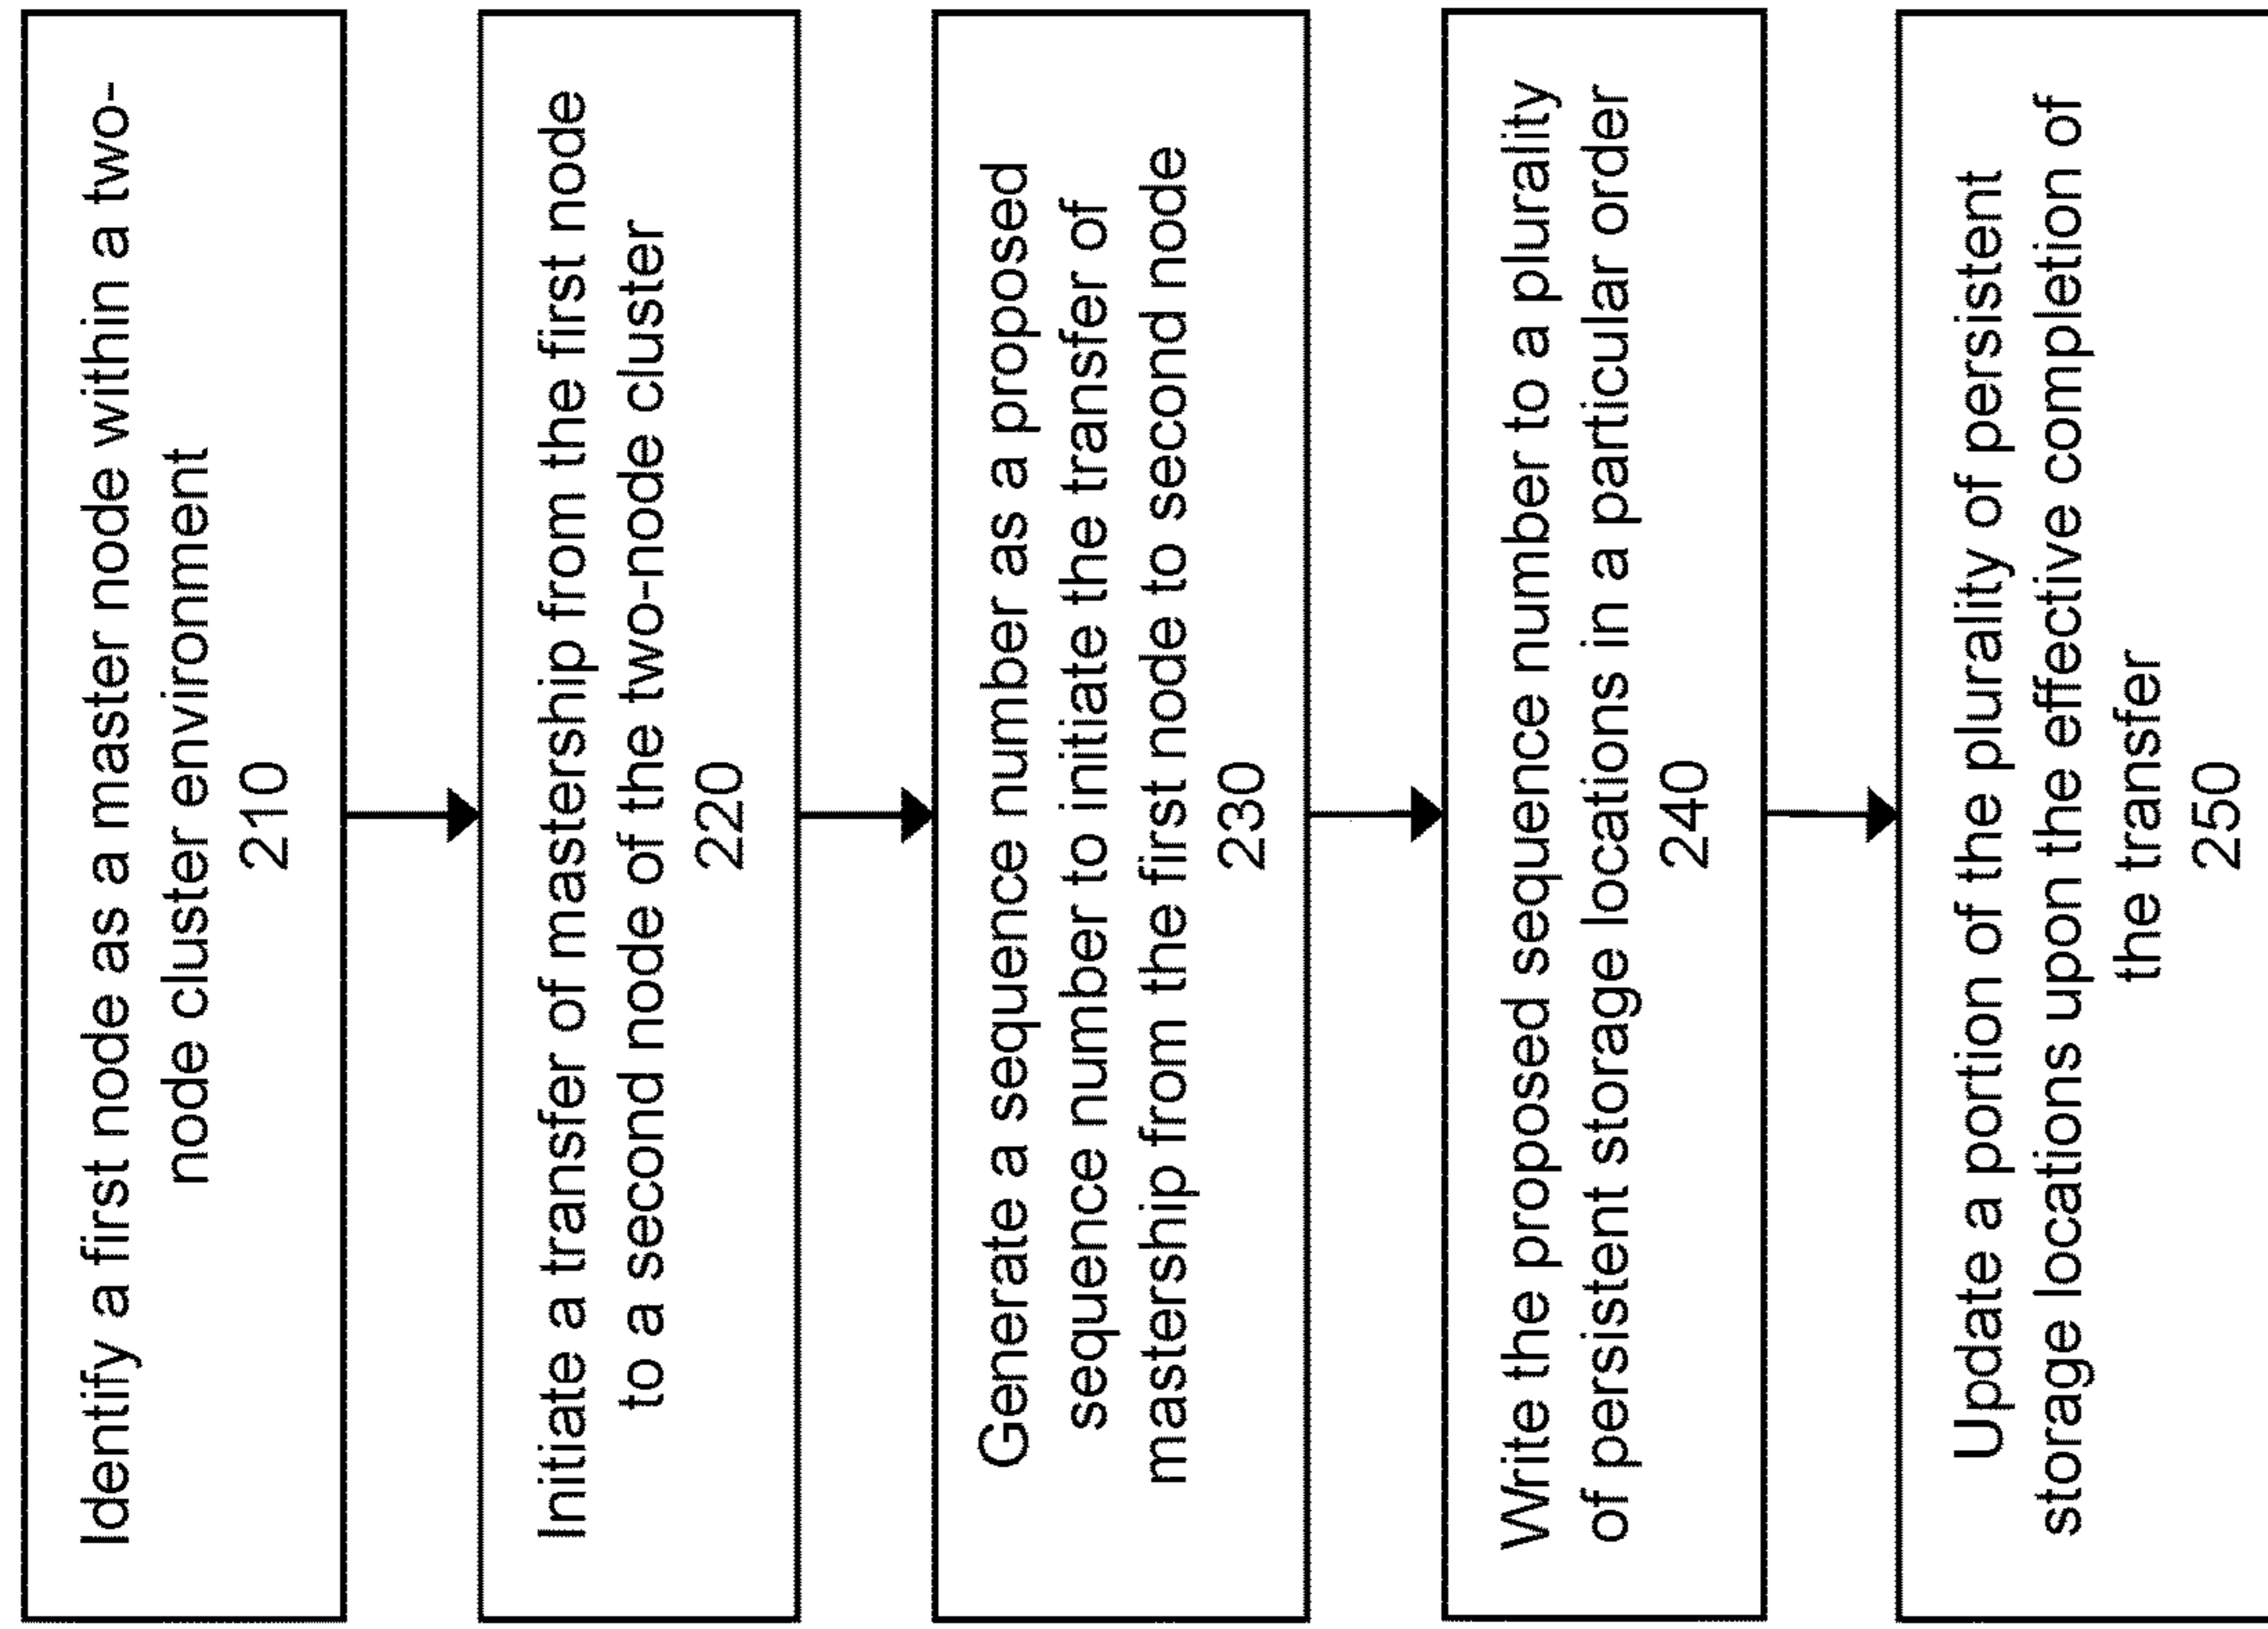 Identify a first node as a master node within a two-
node cluster environment
210
Initiate a transfer of mastership from the first node
to a second node of the two-node cluster
220
Generate a sequence number as a proposed
sequence number to initiate the transfer of
mastership from the first node to second node
230
Write the proposed sequence number to a plurality
of persistent storage locations in a particular order
240
Update a portion of the plurality of persistent
storage locations upon the effective completion of
the transfer
250